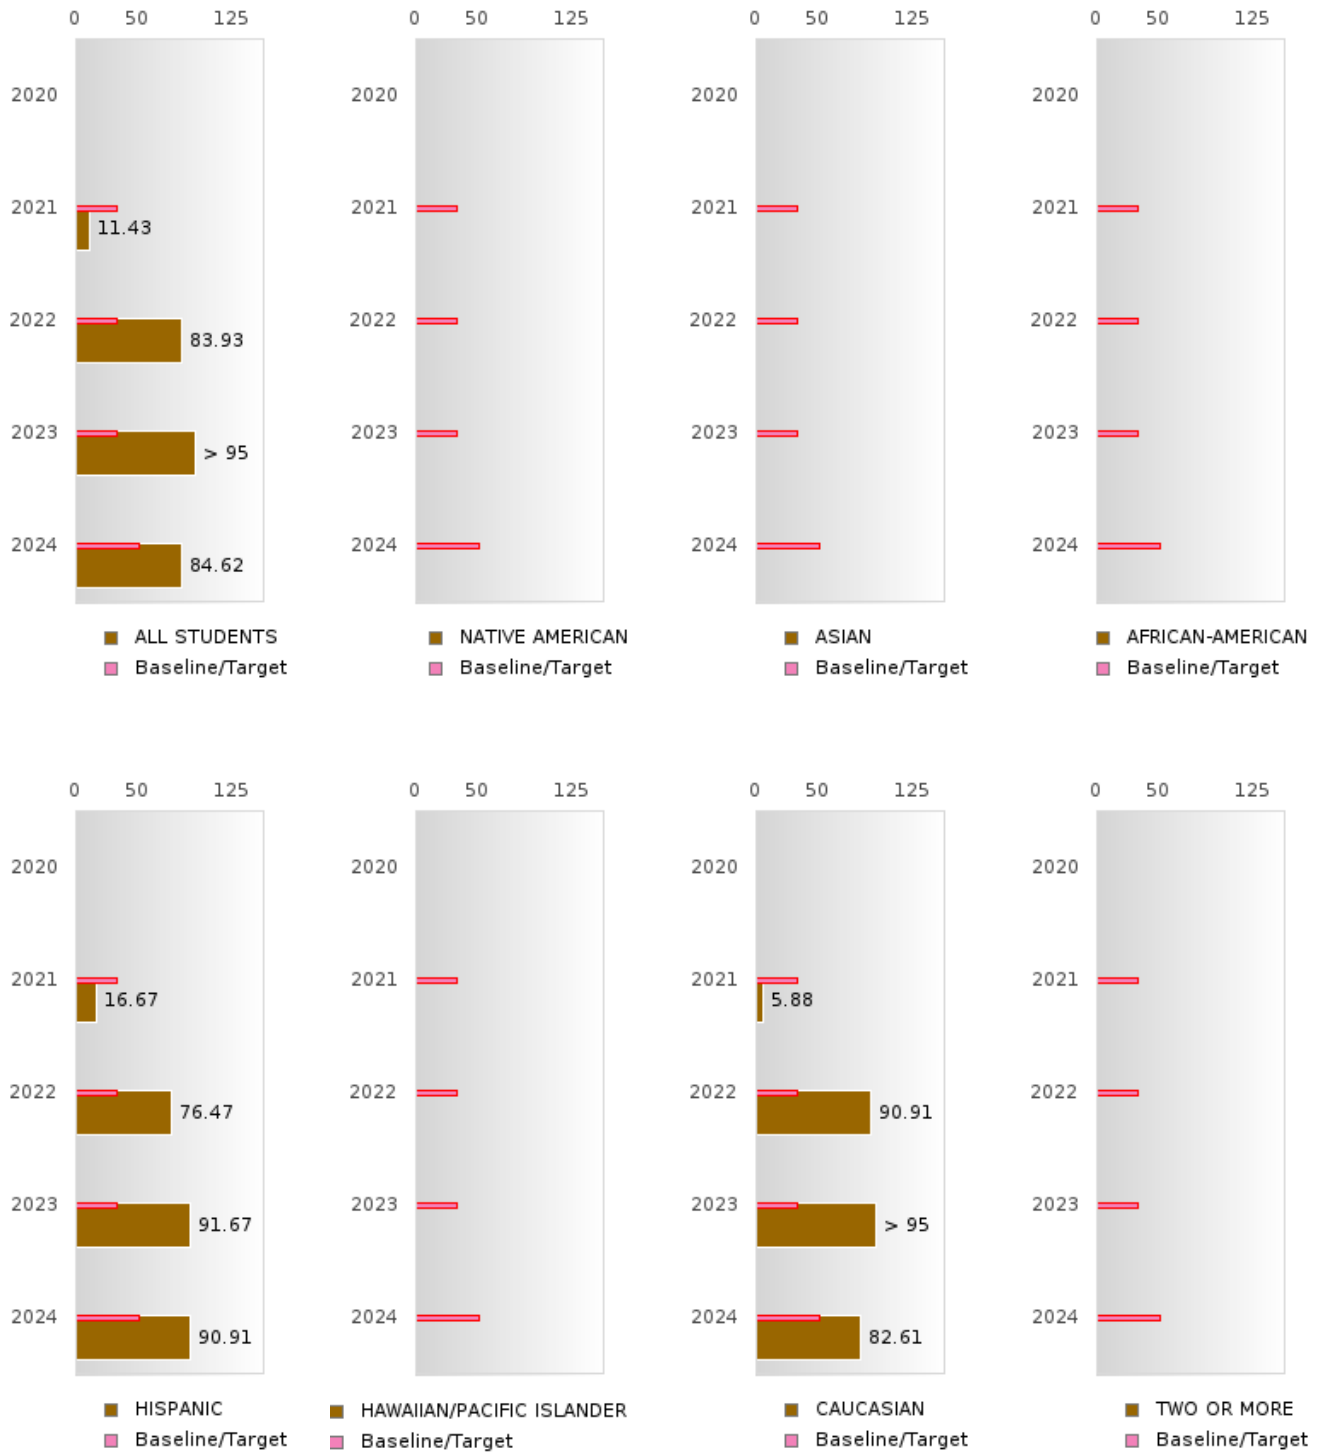 0 50 125 0 50 125 0 50 125 0 50 125
2020 2020 2020 2020
2021 2021 2021 2021
11.43
2022 2022 2022 2022
83.93
2023 2023 2023 2023
> 95
2024 2024 2024 2024
84.62
ALL STUDENTS NATIVE AMERICAN ASIAN AFRICAN-AMERICAN
Baseline/Target Baseline/Target Baseline/Target Baseline/Target
0 50 125 0 50 125 0 50 125 0 50 125
2020 2020 2020 2020
2021 2021 2021 2021
16.67 5.88
2022 2022 2022 2022
76.47 90.91
2023 2023 2023 2023
91.67 > 95
2024 2024 2024 2024
90.91 82.61
HISPANIC HAWAIIAN/PACIFIC ISLANDER CAUCASIAN TWO OR MORE
Baseline/Target Baseline/Target Baseline/Target Baseline/Target